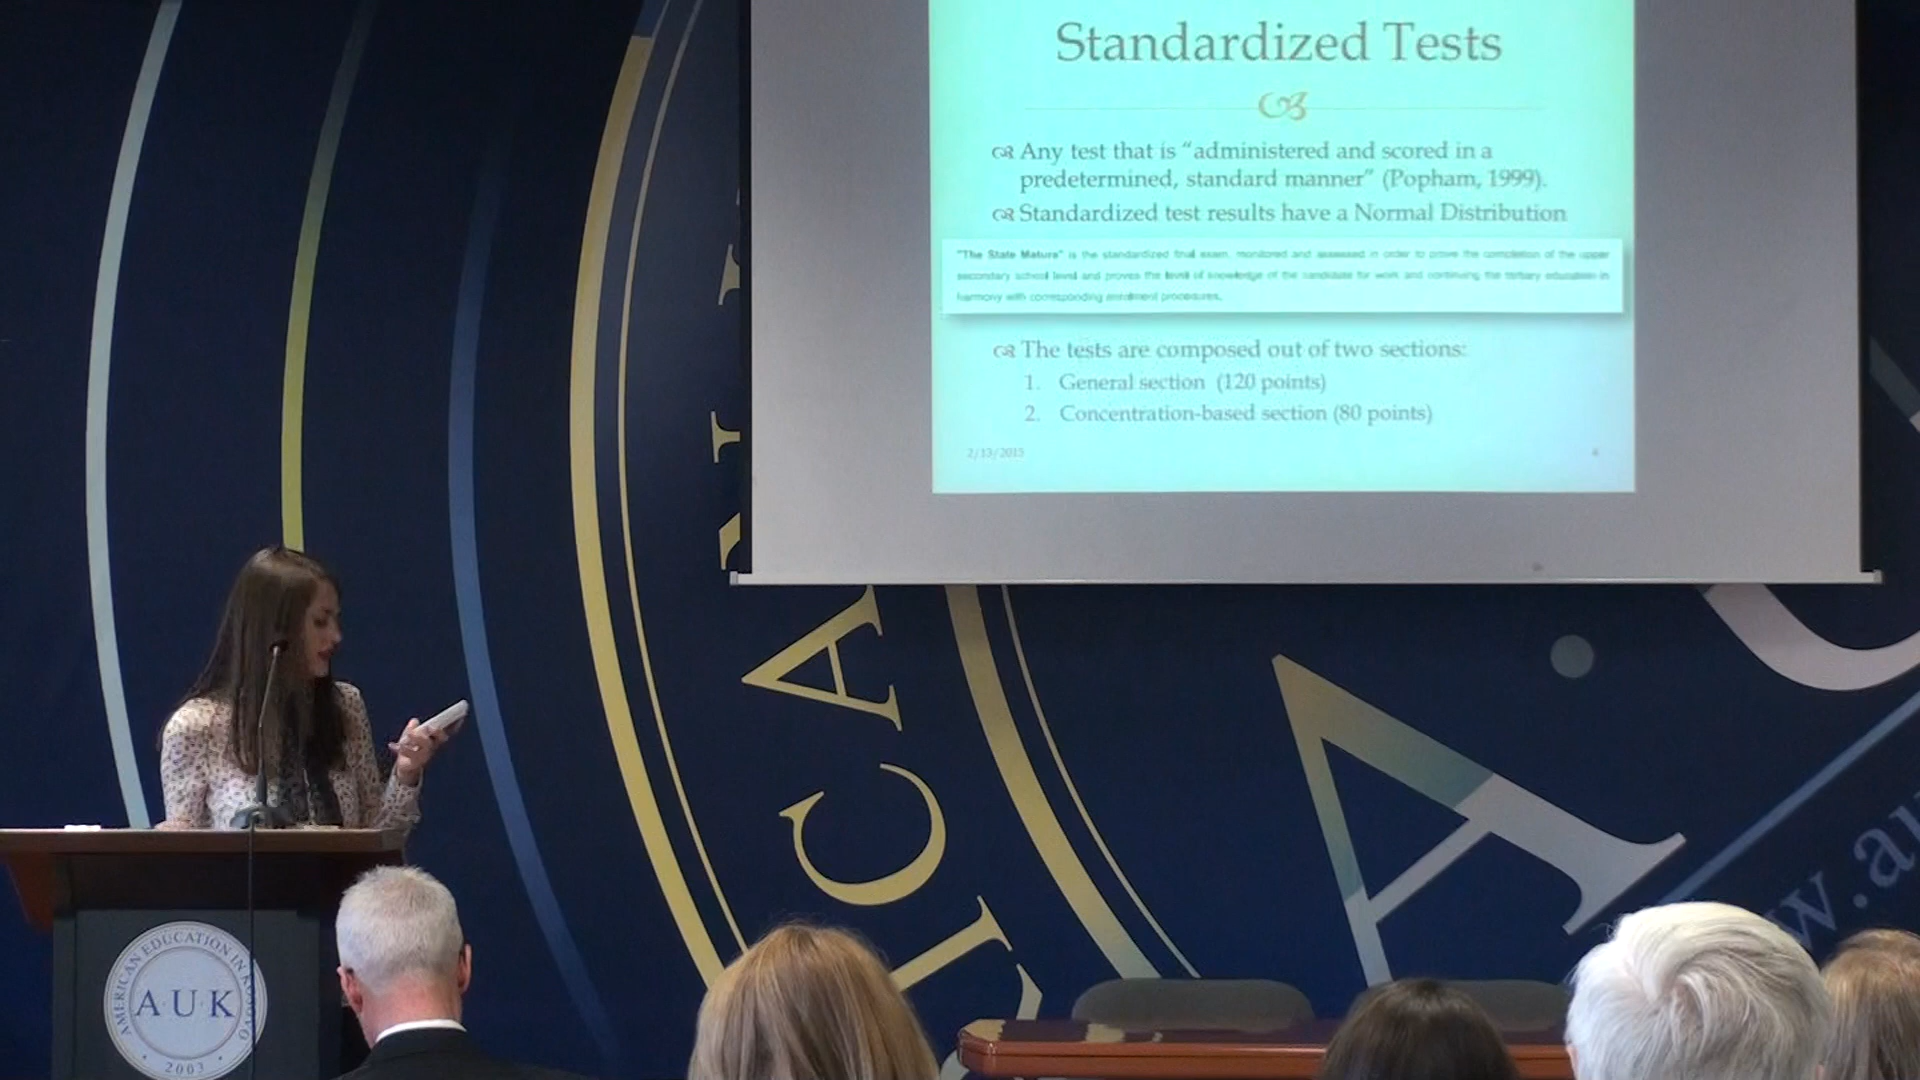 Standardized Tests
Any test that is “administered and scored in a
predetermined, standard manner” (Popham, 1999).
Standardized test results have a Normal Distribution
"The State Matura" is the standardized final exam, monitored and assessed in order to prove the completion of the upper
secondary school level and proves the level of knowledge of the candidate for work and continuing the tertiary education in
harmony with corresponding enrollment procedures.
The tests are composed out of two sections:
1. General section (120 points)
2. Concentration-based section (80 points)
2/13/2015
ICAN
A
w.au
AMERICAN EDUCATION IN KOSOVO
A.U.K
2003